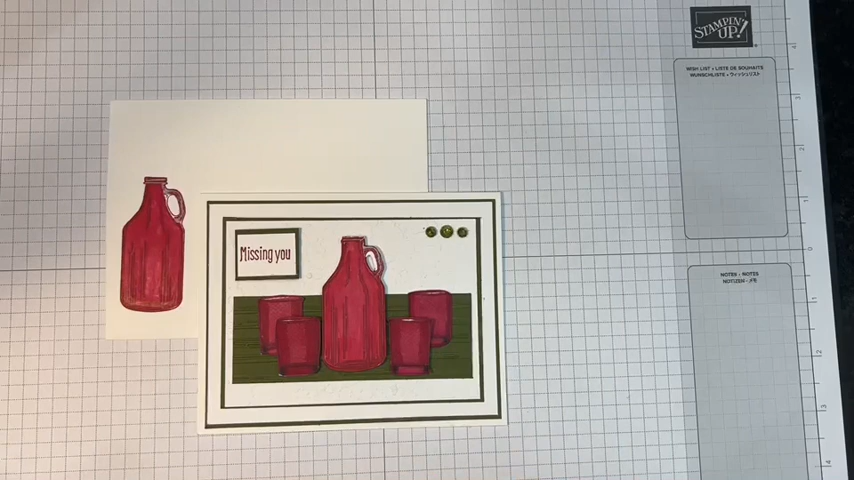 STAMPIN'
UP!
WISH LIST • LISTE DE SOUHAITS
WUNSCHLISTE • ウィッシュリスト
Missing you
NOTES • NOTES
NOTIZEN • メモ